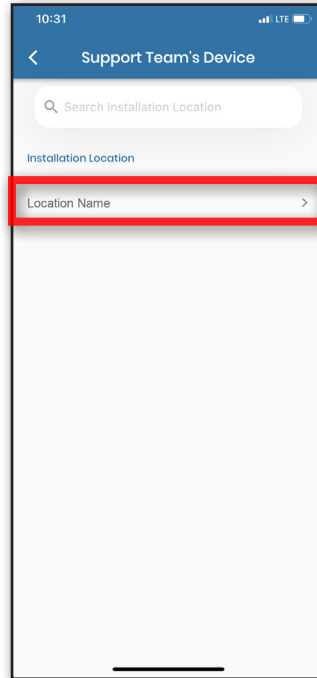 10:31 LTE
Support Team's Device
Search Installation Location
Installation Location
Location Name